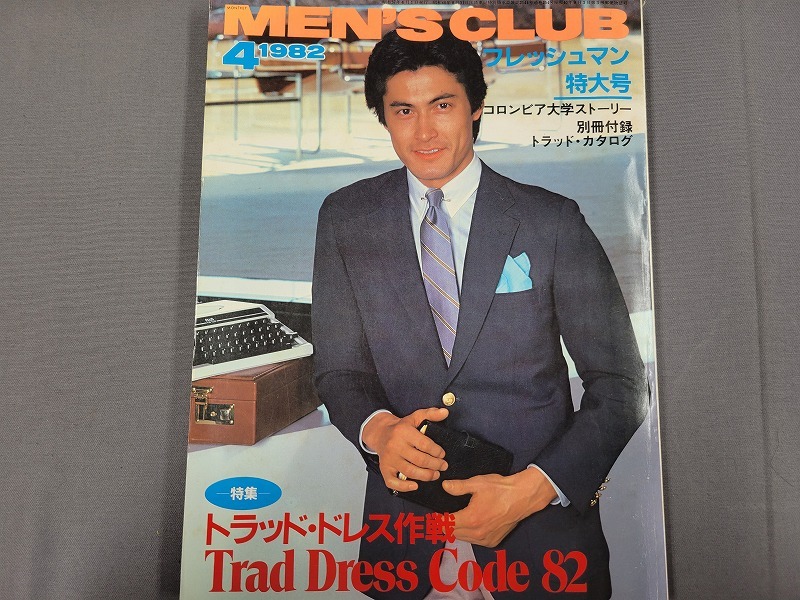 MONTHLY
MEN'S CLUB
4 1982
フレッシュマン
特大号
コロンビア大学ストーリー
別冊付録
トラッド・カタログ
特集
トラッド・ドレス作戦
Trad Dress Code 82